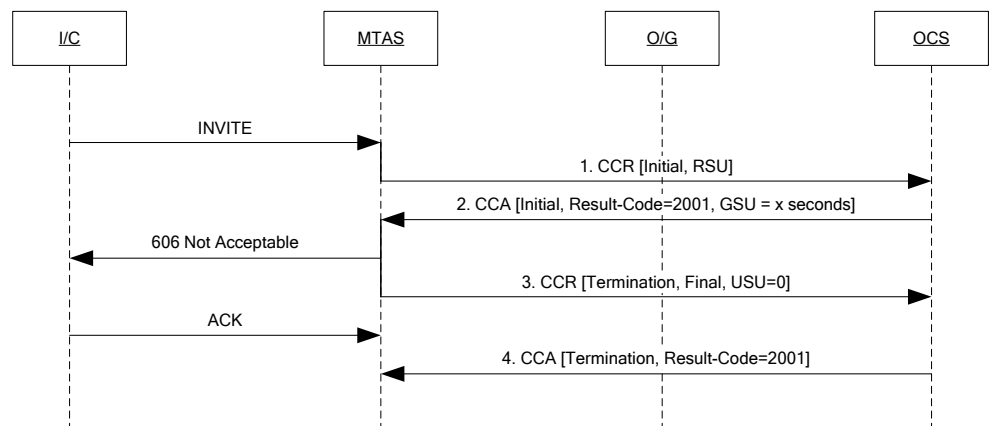 I/C
MTAS
O/G
OCS
INVITE
1. CCR [Initial, RSU]
2. CCA [Initial, Result-Code=2001, GSU = x seconds]
606 Not Acceptable
3. CCR [Termination, Final, USU=0]
ACK
4. CCA [Termination, Result-Code=2001]